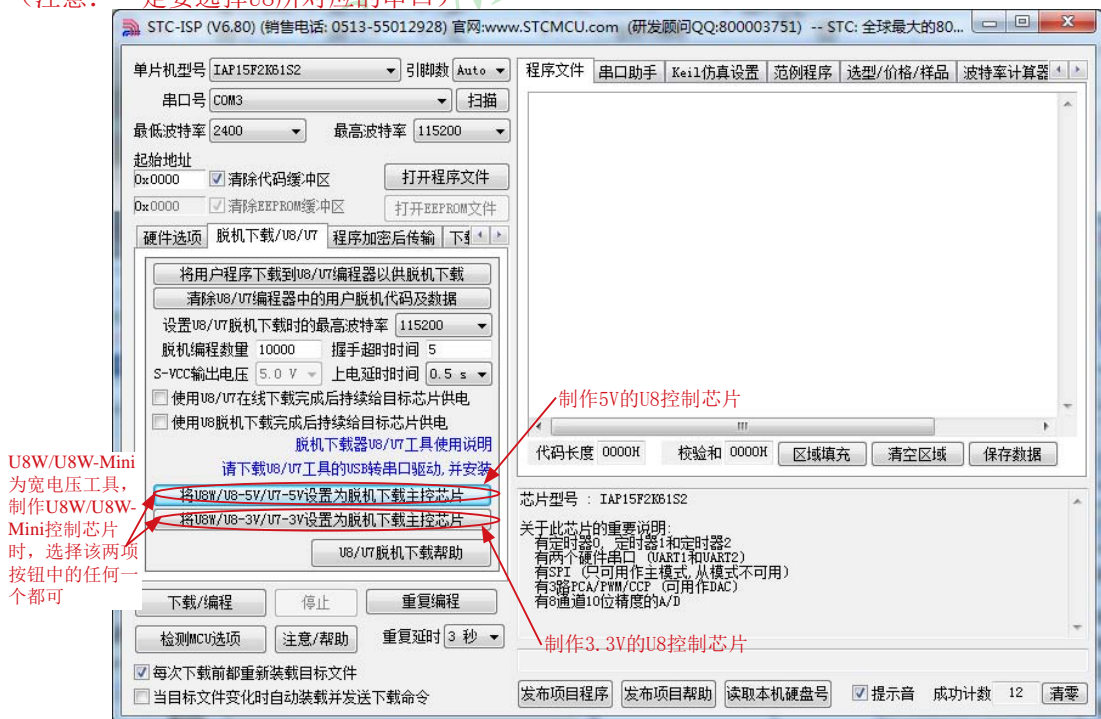 （注意：一定要选择U8所对应的串口）
STC-ISP (V6.80) (销售电话: 0513-55012928) 官网:www.STCMCU.com (研发顾问QQ:800003751) -- STC: 全球最大的80...
单片机型号 IAP15F2K61S2 引脚数 Auto
串口号 COM3 扫描
最低波特率 2400 最高波特率 115200
起始地址
0x0000 清除代码缓冲区 打开程序文件
0x0000 清除EEPROM缓冲区 打开EEPROM文件
硬件选项 脱机下载/U8/U7 程序加密后传输
将用户程序下载到U8/U7编程器以供脱机下载
清除U8/U7编程器中的用户脱机代码及数据
设置U8/U7脱机下载时的最高波特率 115200
脱机编程数量 10000 握手超时时间 5
S-VCC输出电压 5.0 V 上电延时时间 0.5 s
使用U8/U7在线下载完成后持续给目标芯片供电
使用U8脱机下载完成后持续给目标芯片供电
脱机下载器U8/U7工具使用说明
请下载U8/U7工具的USB转串口驱动,并安装
将U8W/U8-5V/U7-5V设置为脱机下载主控芯片
将U8W/U8-3V/U7-3V设置为脱机下载主控芯片
U8/U7脱机下载帮助
下载/编程 停止 重复编程
检测MCU选项 注意/帮助 重复延时 3 秒
每次下载前都重新装载目标文件
当目标文件变化时自动装载并发送下载命令
U8W/U8W-Mini
为宽电压工具，
制作U8W/U8W-
Mini控制芯片
时，选择该两项
按钮中的任何一
个都可
程序文件 串口助手 Keil仿真设置 范例程序 选型/价格/样品 波特率计算器
制作5V的U8控制芯片
代码长度 0000H 校验和 0000H 区域填充 清空区域 保存数据
芯片型号 : IAP15F2K61S2
关于此芯片的重要说明:
有定时器0, 定时器1和定时器2
有两个硬件串口 (UART1和UART2)
有SPI (只可用作主模式,从模式不可用)
有3路PCA/PWM/CCP (可用作DAC)
有8通道10位精度的A/D
制作3.3V的U8控制芯片
发布项目程序 发布项目帮助 读取本机硬盘号 提示音 成功计数 12 清零